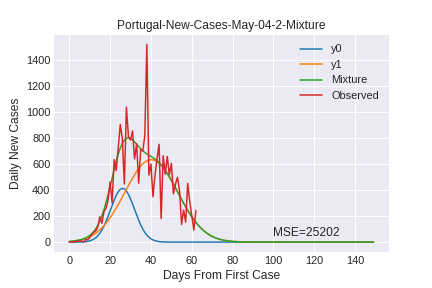 Portugal-New-Cases-May-04-2-Mixture
y0
y1
Mixture
Observed
1400
1200
1000
800
600
400
200
0
Daily New Cases
MSE=25202
0 20 40 60 80 100 120 140
Days From First Case